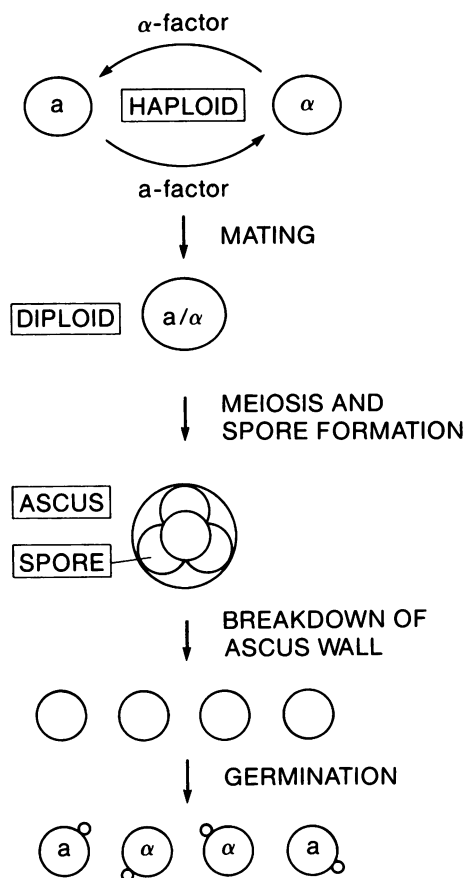 α-factor
a HAPLOID α
a-factor
MATING
DIPLOID a/α
MEIOSIS AND
SPORE FORMATION
ASCUS
SPORE
BREAKDOWN OF
ASCUS WALL
GERMINATION
a α α a